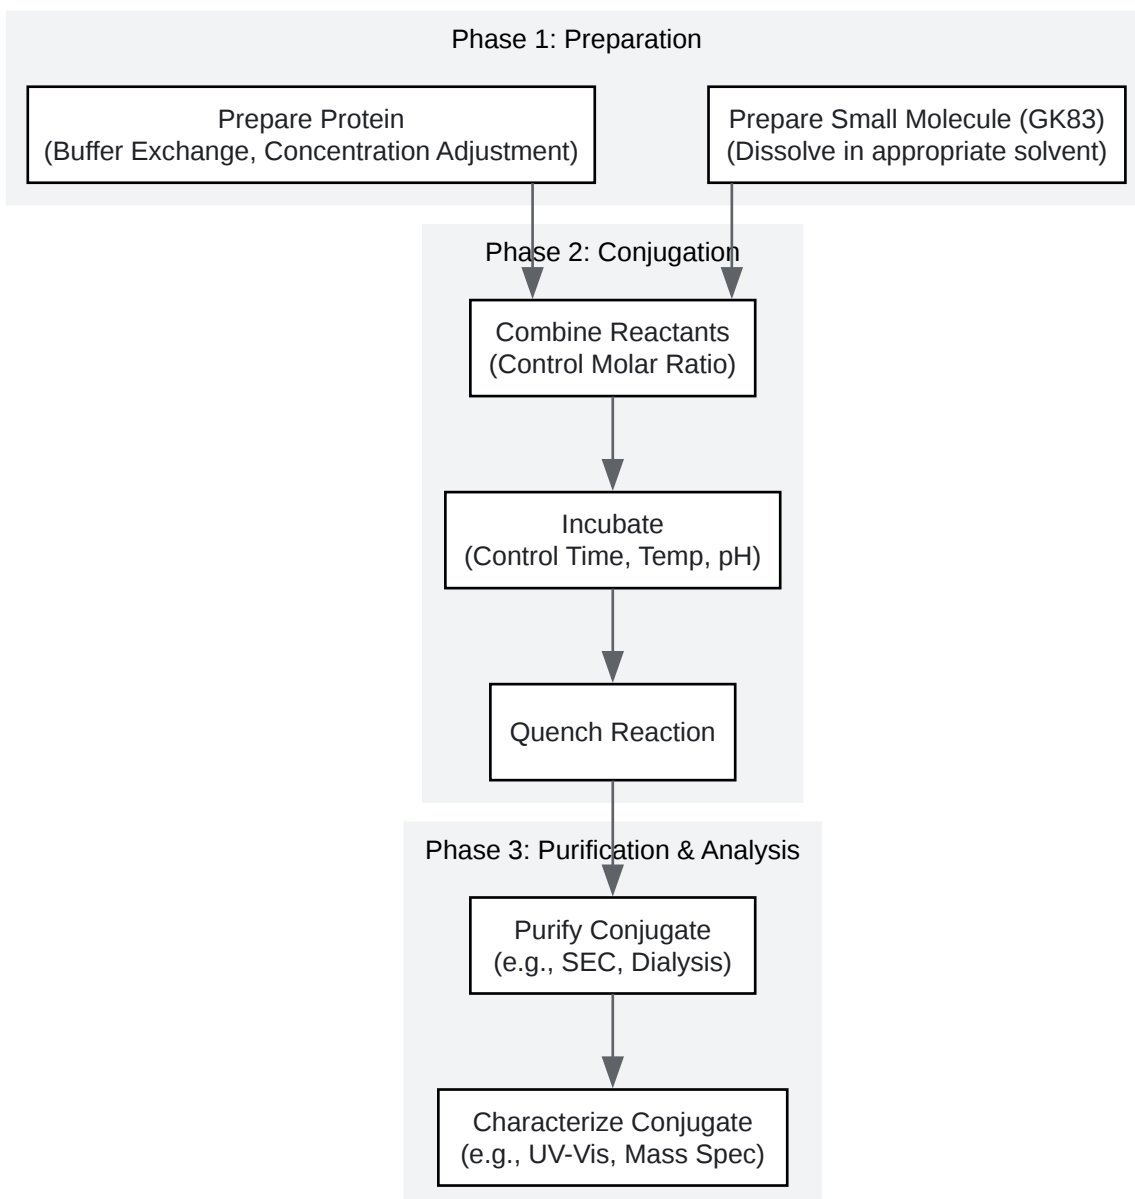 Phase 1: Preparation
Prepare Protein
(Buffer Exchange, Concentration Adjustment)
Prepare Small Molecule (GK83)
(Dissolve in appropriate solvent)
Phase 2: Conjugation
Combine Reactants
(Control Molar Ratio)
Incubate
(Control Time, Temp, pH)
Quench Reaction
Phase 3: Purification & Analysis
Purify Conjugate
(e.g., SEC, Dialysis)
Characterize Conjugate
(e.g., UV-Vis, Mass Spec)